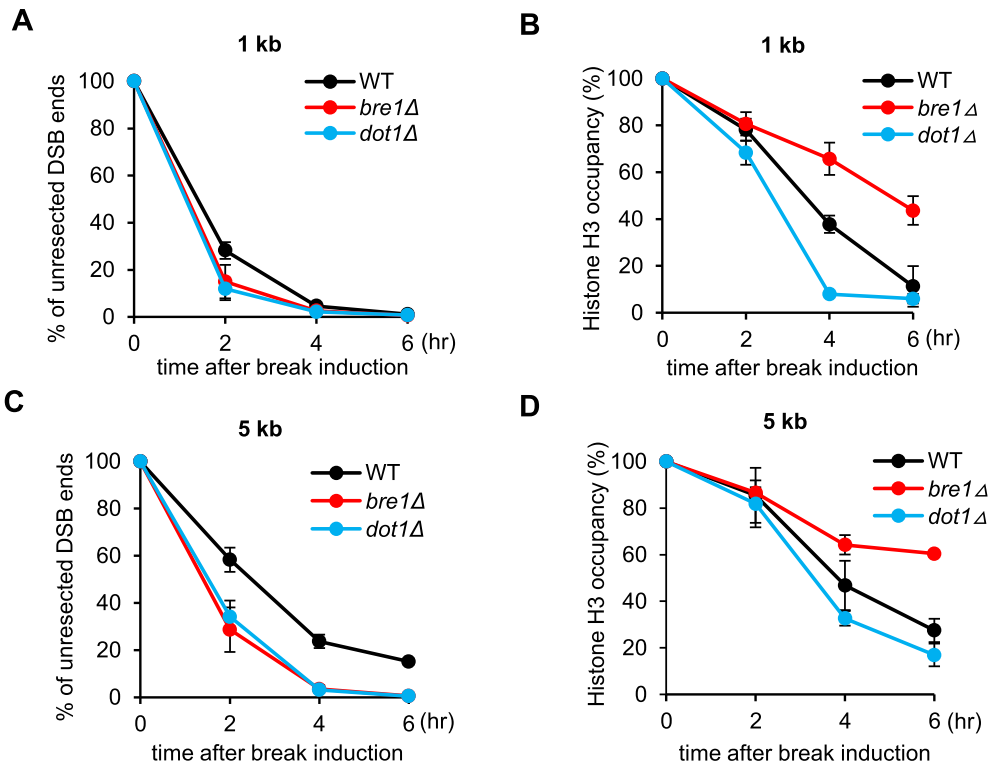 A
1 kb
% of unresected DSB ends
100
80
60
40
20
0
0 2 4 6 (hr)
time after break induction
WT
bre1Δ
dot1Δ
B
1 kb
Histone H3 occupancy (%)
100
80
60
40
20
0
0 2 4 6 (hr)
time after break induction
WT
bre1Δ
dot1Δ
C
5 kb
% of unresected DSB ends
100
80
60
40
20
0
0 2 4 6 (hr)
time after break induction
WT
bre1Δ
dot1Δ
D
5 kb
Histone H3 occupancy (%)
100
80
60
40
20
0
0 2 4 6 (hr)
time after break induction
WT
bre1Δ
dot1Δ